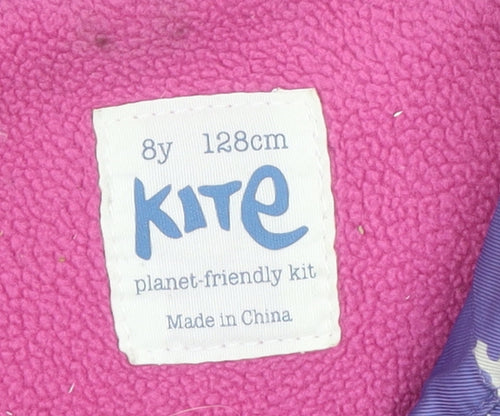 8y 128cm
KITe
planet-friendly kit
Made in China